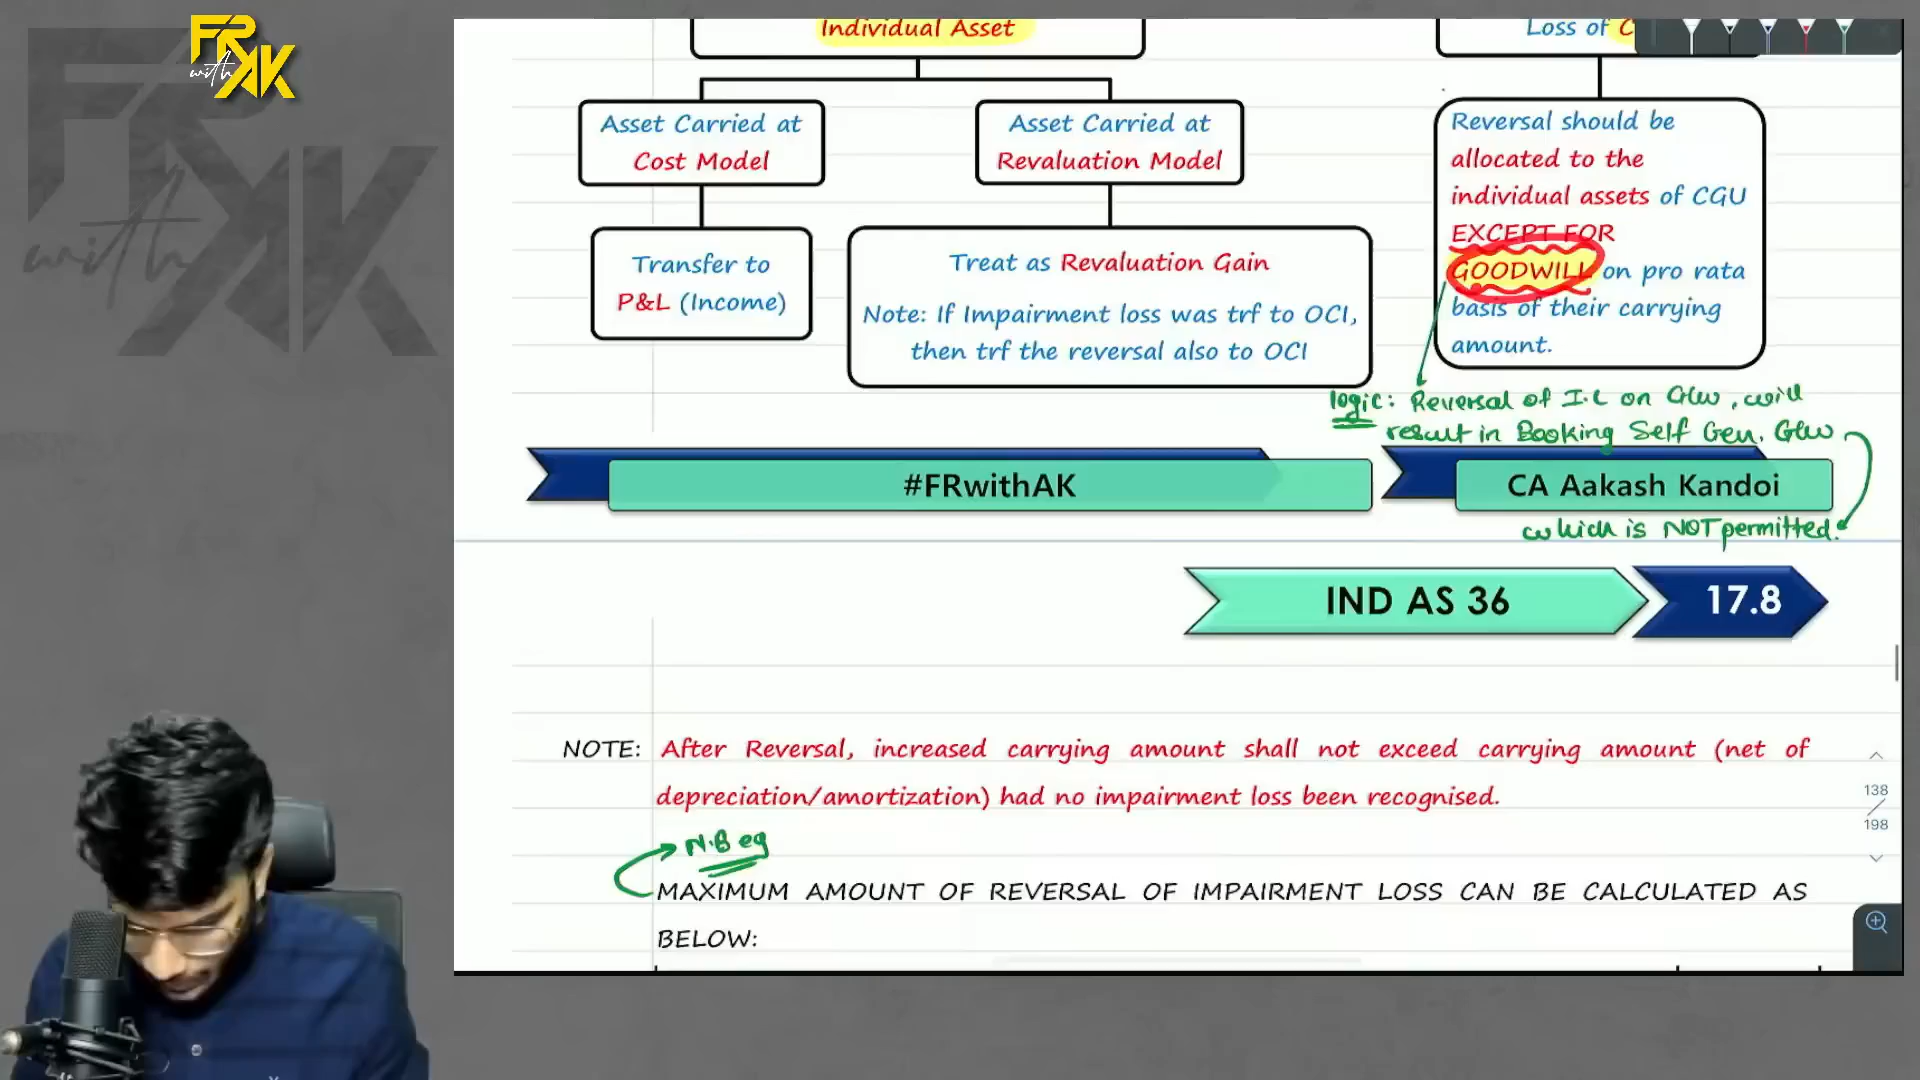 FR
with
AK
Individual Asset
Loss of C
Asset Carried at
Cost Model
Asset Carried at
Revaluation Model
Reversal should be
allocated to the
individual assets of CGU
EXCEPT FOR
GOODWILL on pro rata
basis of their carrying
amount.
Transfer to
P&L (Income)
Treat as Revaluation Gain
Note: If Impairment loss was trf to OCI,
then trf the reversal also to OCI
logic: Reversal of I.L on G/w, will
result in Booking Self Gen. G/w
which is NOT permitted.
#FRwithAK
CA Aakash Kandoi
IND AS 36
17.8
NOTE: After Reversal, increased carrying amount shall not exceed carrying amount (net of
depreciation/amortization) had no impairment loss been recognised.
N.B eg
MAXIMUM AMOUNT OF REVERSAL OF IMPAIRMENT LOSS CAN BE CALCULATED AS
BELOW:
138
198